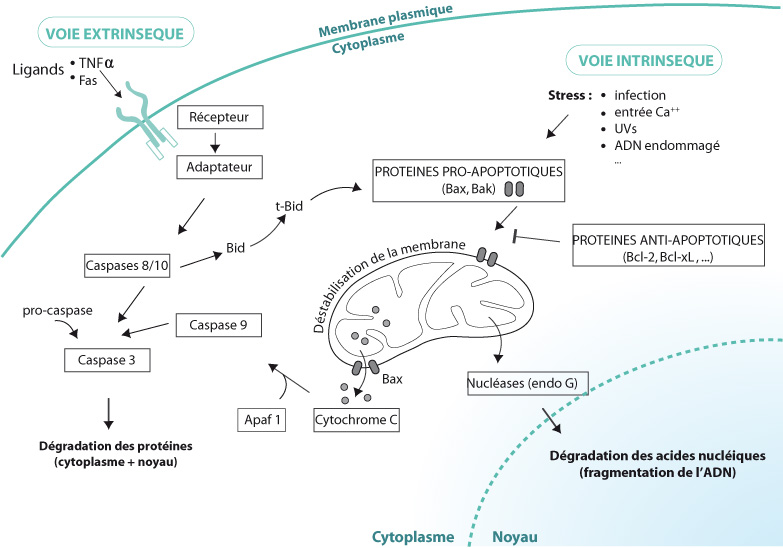 Membrane plasmique
Cytoplasme
VOIE EXTRINSEQUE
Ligands
• TNFα
• Fas
Récepteur
Adaptateur
VOIE INTRINSEQUE
Stress :
• infection
• entrée Ca++
• UVs
• ADN endommagé
...
PROTEINES PRO-APOPTOTIQUES
(Bax, Bak)
t-Bid
Bid
Caspases 8/10
PROTEINES ANTI-APOPTOTIQUES
(Bcl-2, Bcl-xL , ...)
Déstabilisation de la membrane
pro-caspase
Caspase 9
Caspase 3
Bax
Nucléases (endo G)
Apaf 1
Cytochrome C
Dégradation des protéines
(cytoplasme + noyau)
Dégradation des acides nucléiques
(fragmentation de l'ADN)
Cytoplasme
Noyau